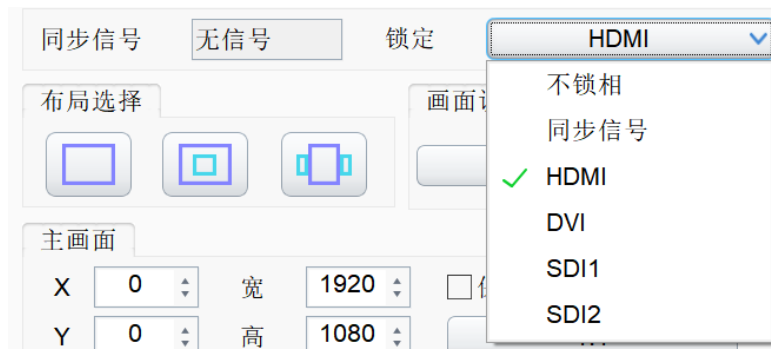 同步信号 无信号 锁定 HDMI
不锁相
同步信号
HDMI
DVI
SDI1
SDI2
布局选择 画面
主画面
X 0 宽 1920
Y 0 高 1080